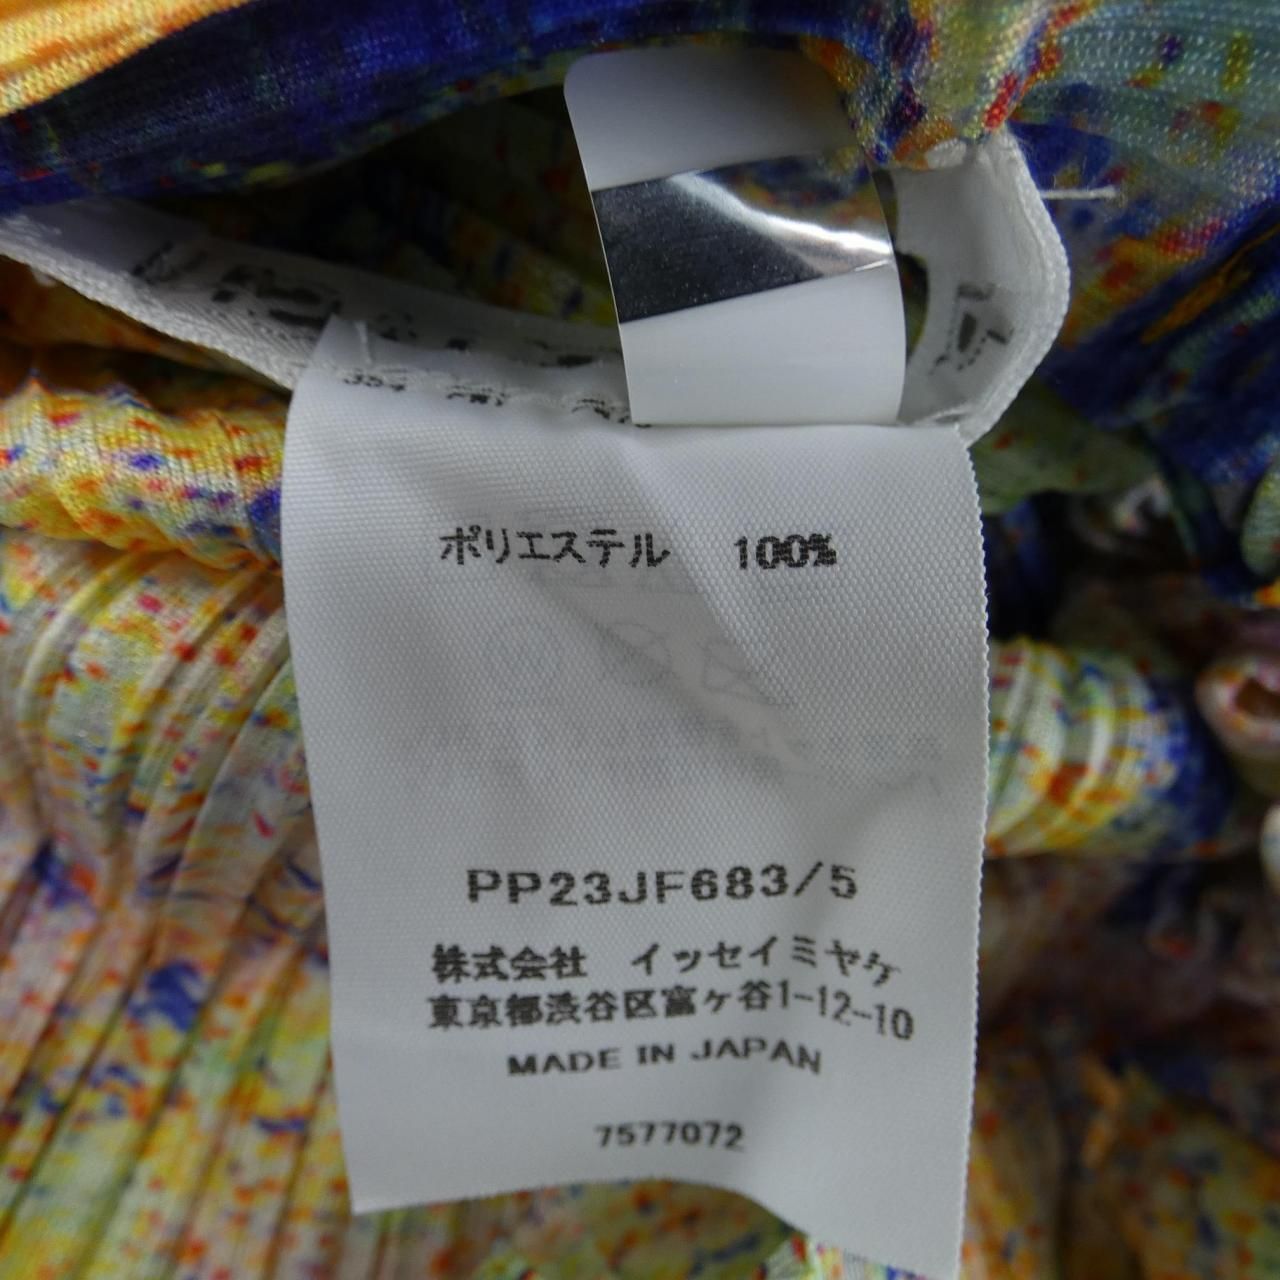 ポリエステル 100%
PP23JF683/5
株式会社 イッセイミヤケ
東京都渋谷区富ヶ谷1-12-10
MADE IN JAPAN
7577072